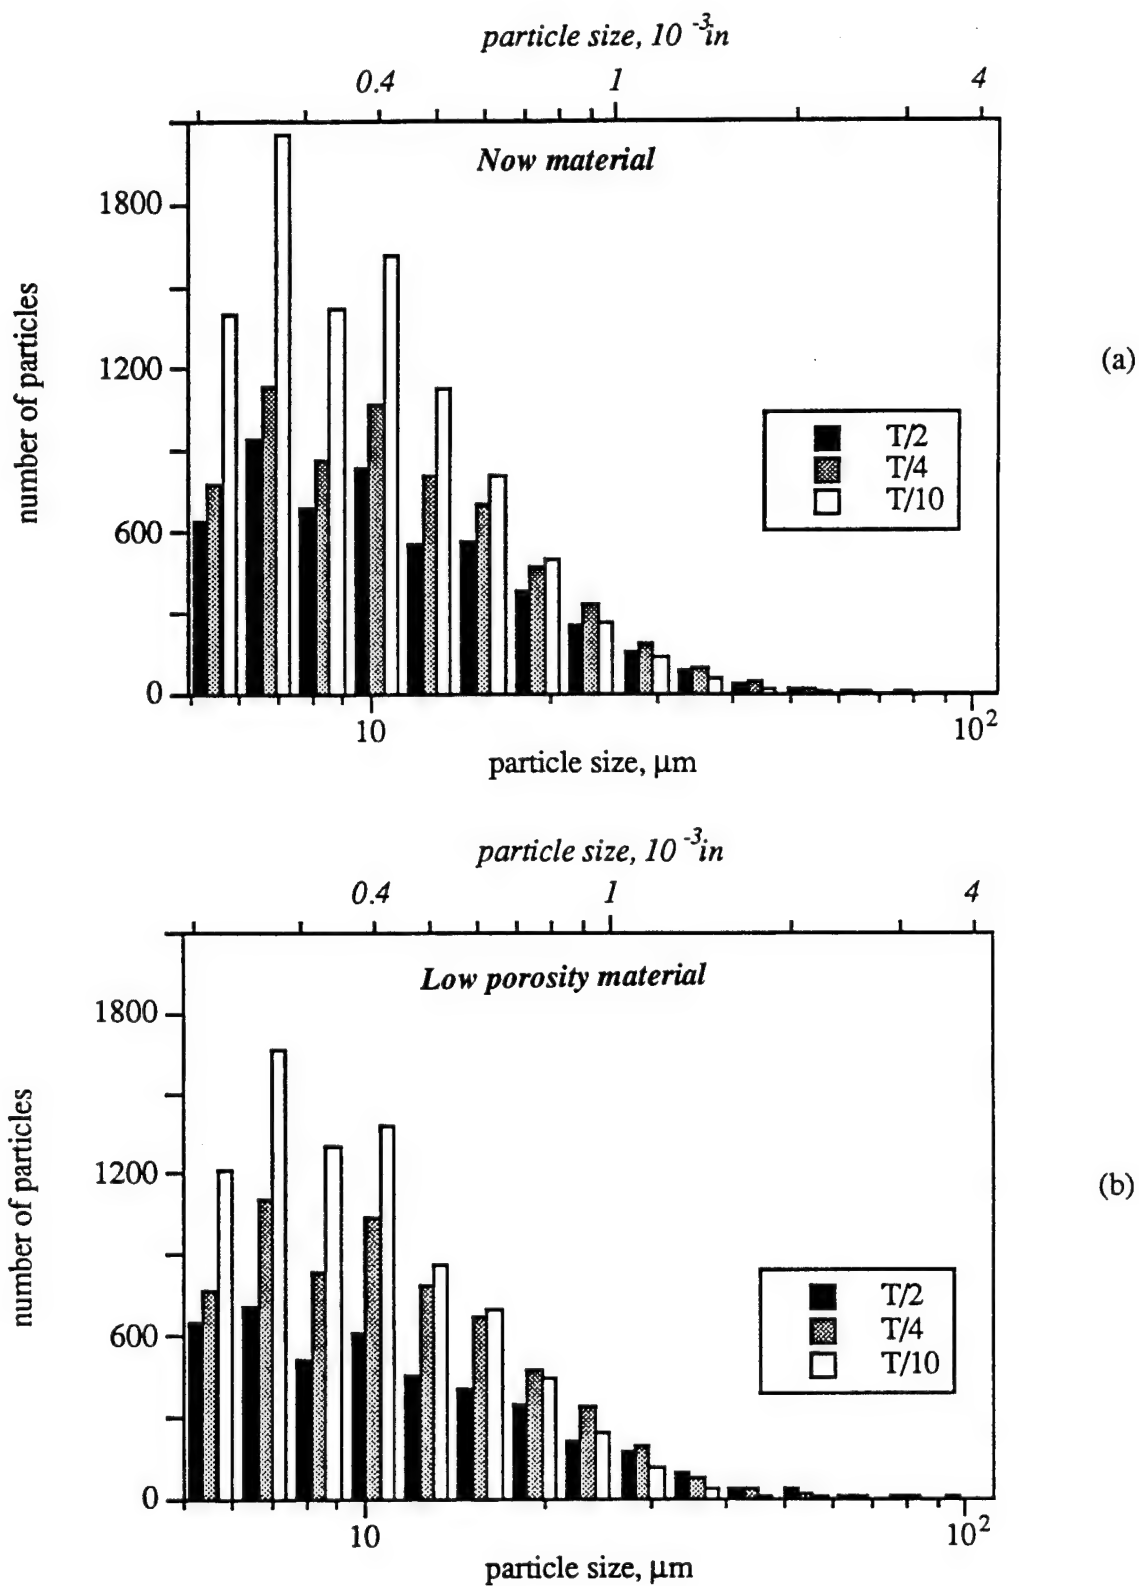 particle size, 10⁻³in
0.4 1 4
Now material
1800
1200
600
0
number of particles
T/2
T/4
T/10
(a)
10 10²
particle size, µm
particle size, 10⁻³in
0.4 1 4
Low porosity material
1800
1200
600
0
number of particles
T/2
T/4
T/10
(b)
10 10²
particle size, µm